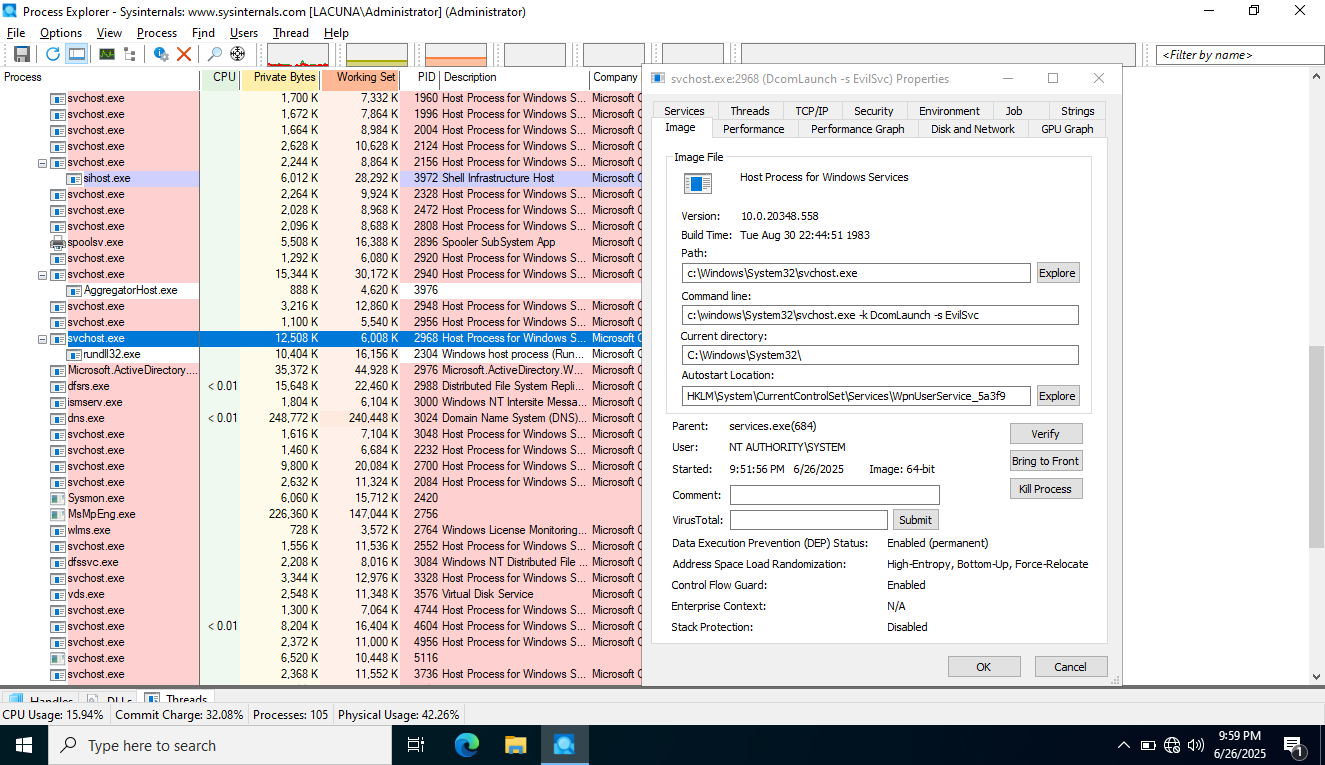 Process Explorer - Sysinternals: www.sysinternals.com [LACUNA\Administrator] (Administrator)
File Options View Process Find Users Thread Help
<Filter by name>
Process CPU Private Bytes Working Set PID Description Company
svchost.exe 1,700 K 7,332 K 1960 Host Process for Windows S... Microsoft C
svchost.exe 1,672 K 7,864 K 1996 Host Process for Windows S... Microsoft C
svchost.exe 1,664 K 8,984 K 2004 Host Process for Windows S... Microsoft C
svchost.exe 2,628 K 10,628 K 2124 Host Process for Windows S... Microsoft C
svchost.exe 2,244 K 8,864 K 2156 Host Process for Windows S... Microsoft C
sihost.exe 6,012 K 28,292 K 3972 Shell Infrastructure Host Microsoft C
svchost.exe 2,264 K 9,924 K 2328 Host Process for Windows S... Microsoft C
svchost.exe 2,028 K 8,968 K 2472 Host Process for Windows S... Microsoft C
svchost.exe 2,096 K 8,688 K 2808 Host Process for Windows S... Microsoft C
spoolsv.exe 5,508 K 16,388 K 2896 Spooler SubSystem App Microsoft C
svchost.exe 1,292 K 6,080 K 2920 Host Process for Windows S... Microsoft C
svchost.exe 15,344 K 30,172 K 2940 Host Process for Windows S... Microsoft C
AggregatorHost.exe 888 K 4,620 K 3976
svchost.exe 3,216 K 12,860 K 2948 Host Process for Windows S... Microsoft C
svchost.exe 1,100 K 5,540 K 2956 Host Process for Windows S... Microsoft C
svchost.exe 12,508 K 6,008 K 2968 Host Process for Windows S... Microsoft C
rundll32.exe 10,404 K 16,156 K 2304 Windows host process (Run... Microsoft C
Microsoft.ActiveDirectory.... 35,372 K 44,928 K 2976 Microsoft.ActiveDirectory.W... Microsoft C
dfsrs.exe < 0.01 15,648 K 22,460 K 2988 Distributed File System Repli... Microsoft C
ismserv.exe 1,804 K 6,104 K 3000 Windows NT Intersite Messa... Microsoft C
dns.exe < 0.01 248,772 K 240,448 K 3024 Domain Name System (DNS)... Microsoft C
svchost.exe 1,616 K 7,104 K 3048 Host Process for Windows S... Microsoft C
svchost.exe 1,460 K 6,684 K 2232 Host Process for Windows S... Microsoft C
svchost.exe 9,800 K 20,084 K 2700 Host Process for Windows S... Microsoft C
svchost.exe 2,632 K 11,324 K 2084 Host Process for Windows S... Microsoft C
Sysmon.exe 6,060 K 15,712 K 2420
MsMpEng.exe 226,360 K 147,044 K 2756
wlms.exe 728 K 3,572 K 2764 Windows License Monitoring... Microsoft C
svchost.exe 1,556 K 11,536 K 2552 Host Process for Windows S... Microsoft C
dfssvc.exe 2,208 K 8,016 K 3084 Windows NT Distributed File ... Microsoft C
svchost.exe 3,344 K 12,976 K 3328 Host Process for Windows S... Microsoft C
vds.exe 2,548 K 11,348 K 3576 Virtual Disk Service Microsoft C
svchost.exe 1,300 K 7,064 K 4744 Host Process for Windows S... Microsoft C
svchost.exe < 0.01 8,204 K 16,404 K 4604 Host Process for Windows S... Microsoft C
svchost.exe 2,372 K 11,000 K 4956 Host Process for Windows S... Microsoft C
svchost.exe 6,520 K 10,448 K 5116
svchost.exe 2,368 K 11,552 K 3736 Host Process for Windows S... Microsoft C
svchost.exe:2968 (DcomLaunch -s EvilSvc) Properties
Services Threads TCP/IP Security Environment Job Strings
Image Performance Performance Graph Disk and Network GPU Graph
Image File
Host Process for Windows Services
Version: 10.0.20348.558
Build Time: Tue Aug 30 22:44:51 1983
Path:
c:\Windows\System32\svchost.exe Explore
Command line:
c:\windows\System32\svchost.exe -k DcomLaunch -s EvilSvc
Current directory:
C:\Windows\System32\
Autostart Location:
HKLM\System\CurrentControlSet\Services\WpnUserService_5a3f9 Explore
Parent: services.exe(684) Verify
User: NT AUTHORITY\SYSTEM Bring to Front
Started: 9:51:56 PM 6/26/2025 Image: 64-bit
Kill Process
Comment:
VirusTotal: Submit
Data Execution Prevention (DEP) Status: Enabled (permanent)
Address Space Load Randomization: High-Entropy, Bottom-Up, Force-Relocate
Control Flow Guard: Enabled
Enterprise Context: N/A
Stack Protection: Disabled
OK Cancel
Handles DLLs Threads
CPU Usage: 15.94% Commit Charge: 32.08% Processes: 105 Physical Usage: 42.26%
Type here to search
9:59 PM
6/26/2025
1